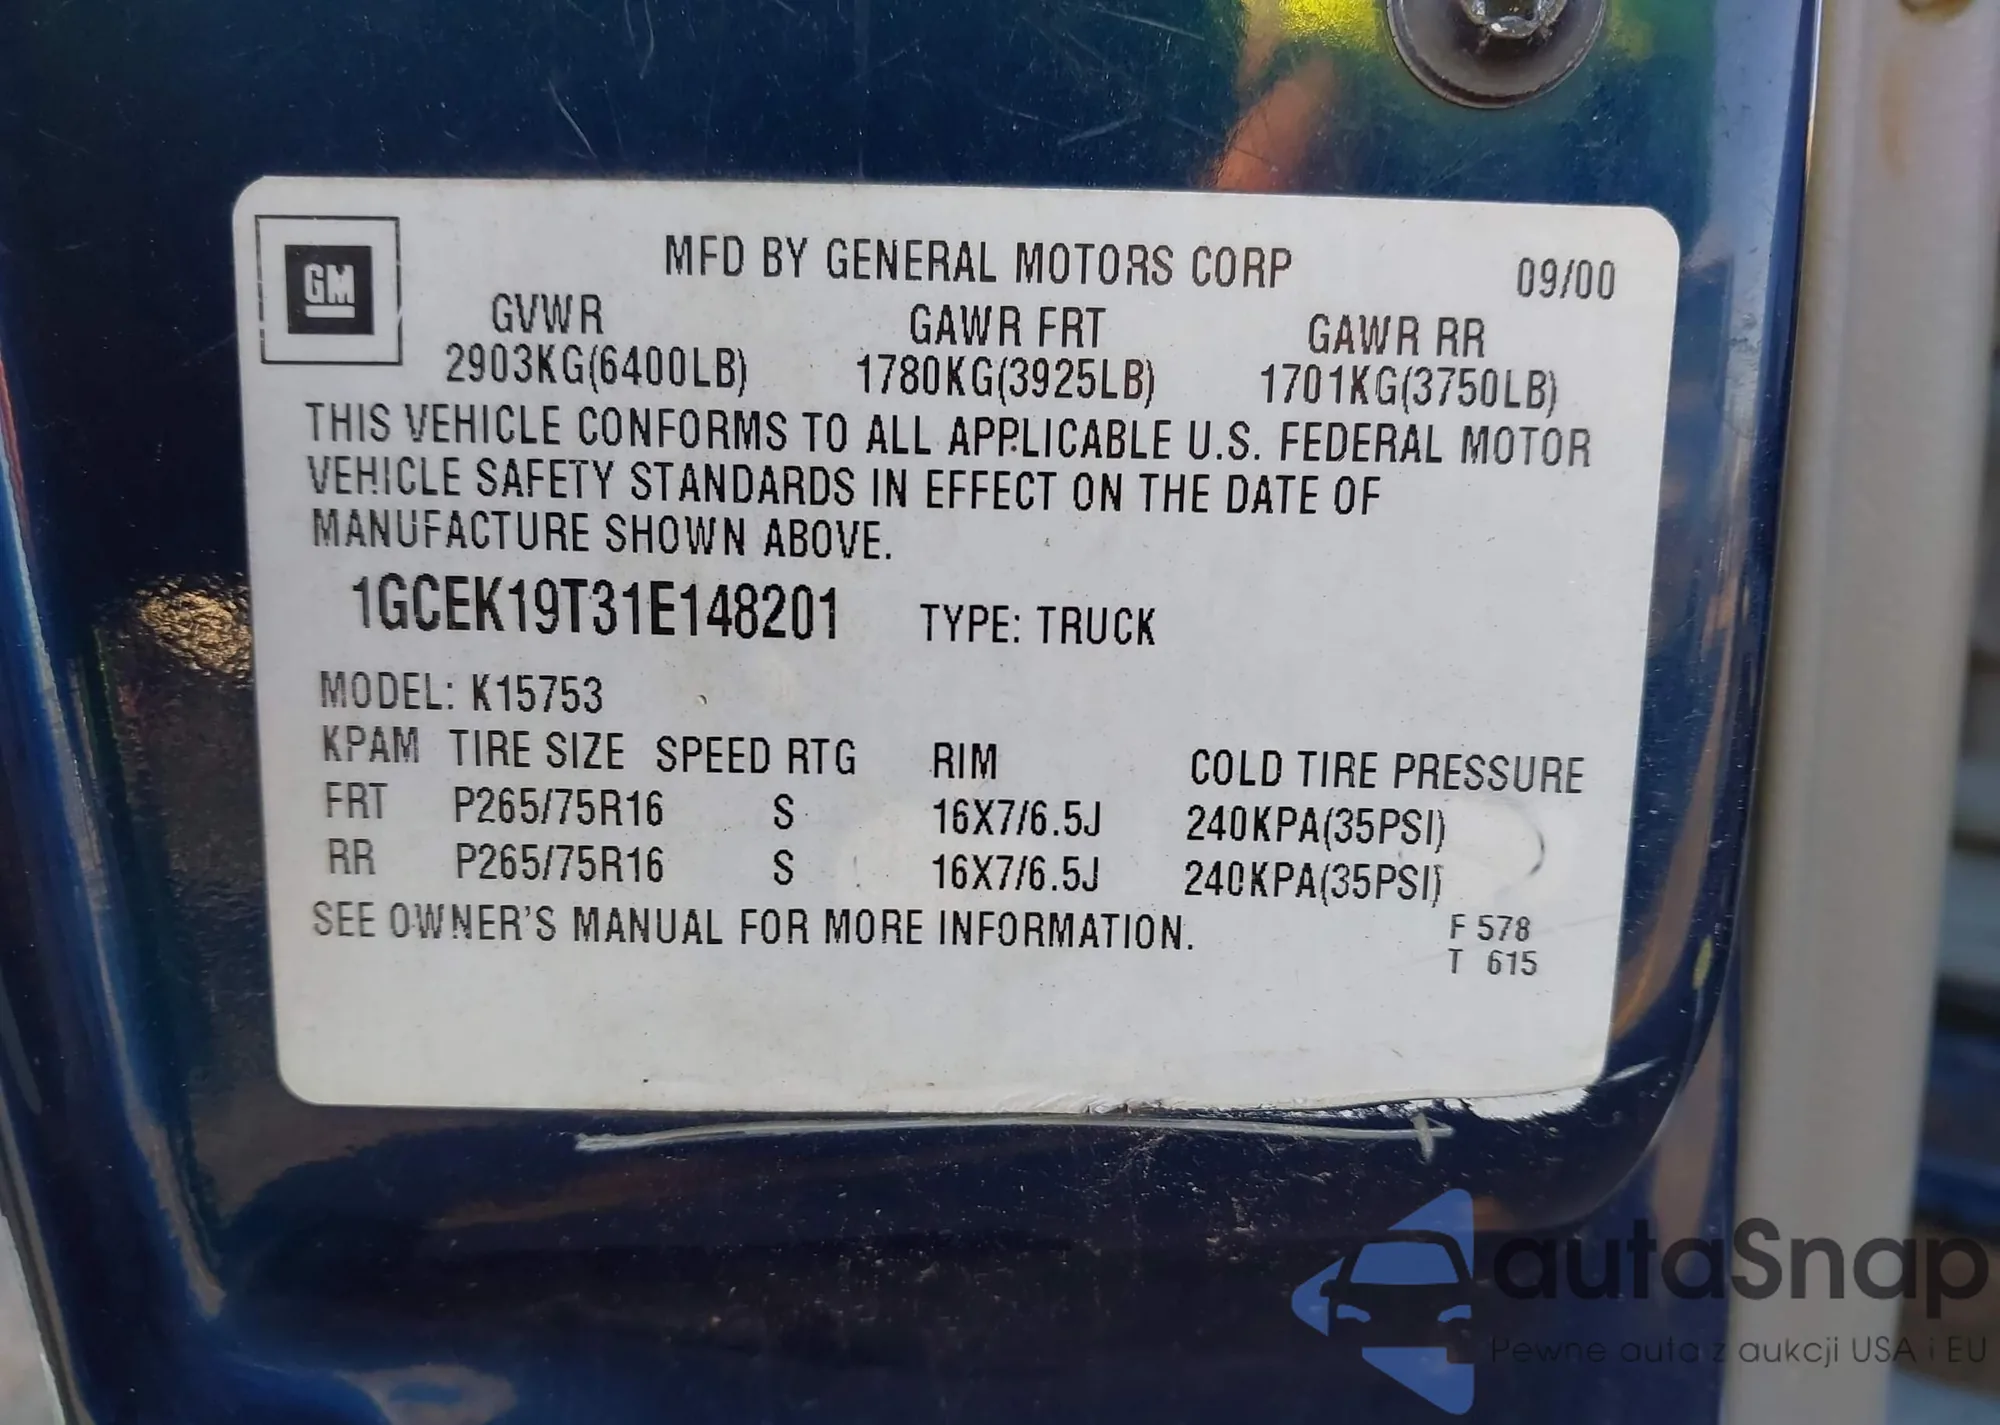 GM
MFD BY GENERAL MOTORS CORP 09/00
GVWR GAWR FRT GAWR RR
2903KG(6400LB) 1780KG(3925LB) 1701KG(3750LB)
THIS VEHICLE CONFORMS TO ALL APPLICABLE U.S. FEDERAL MOTOR
VEHICLE SAFETY STANDARDS IN EFFECT ON THE DATE OF
MANUFACTURE SHOWN ABOVE.
1GCEK19T31E148201 TYPE: TRUCK
MODEL: K15753
KPAM TIRE SIZE SPEED RTG RIM COLD TIRE PRESSURE
FRT P265/75R16 S 16X7/6.5J 240KPA(35PSI)
RR P265/75R16 S 16X7/6.5J 240KPA(35PSI)
SEE OWNER'S MANUAL FOR MORE INFORMATION.
F 578
T 615
autaSnap
Pewne auta z aukcji USA i EU